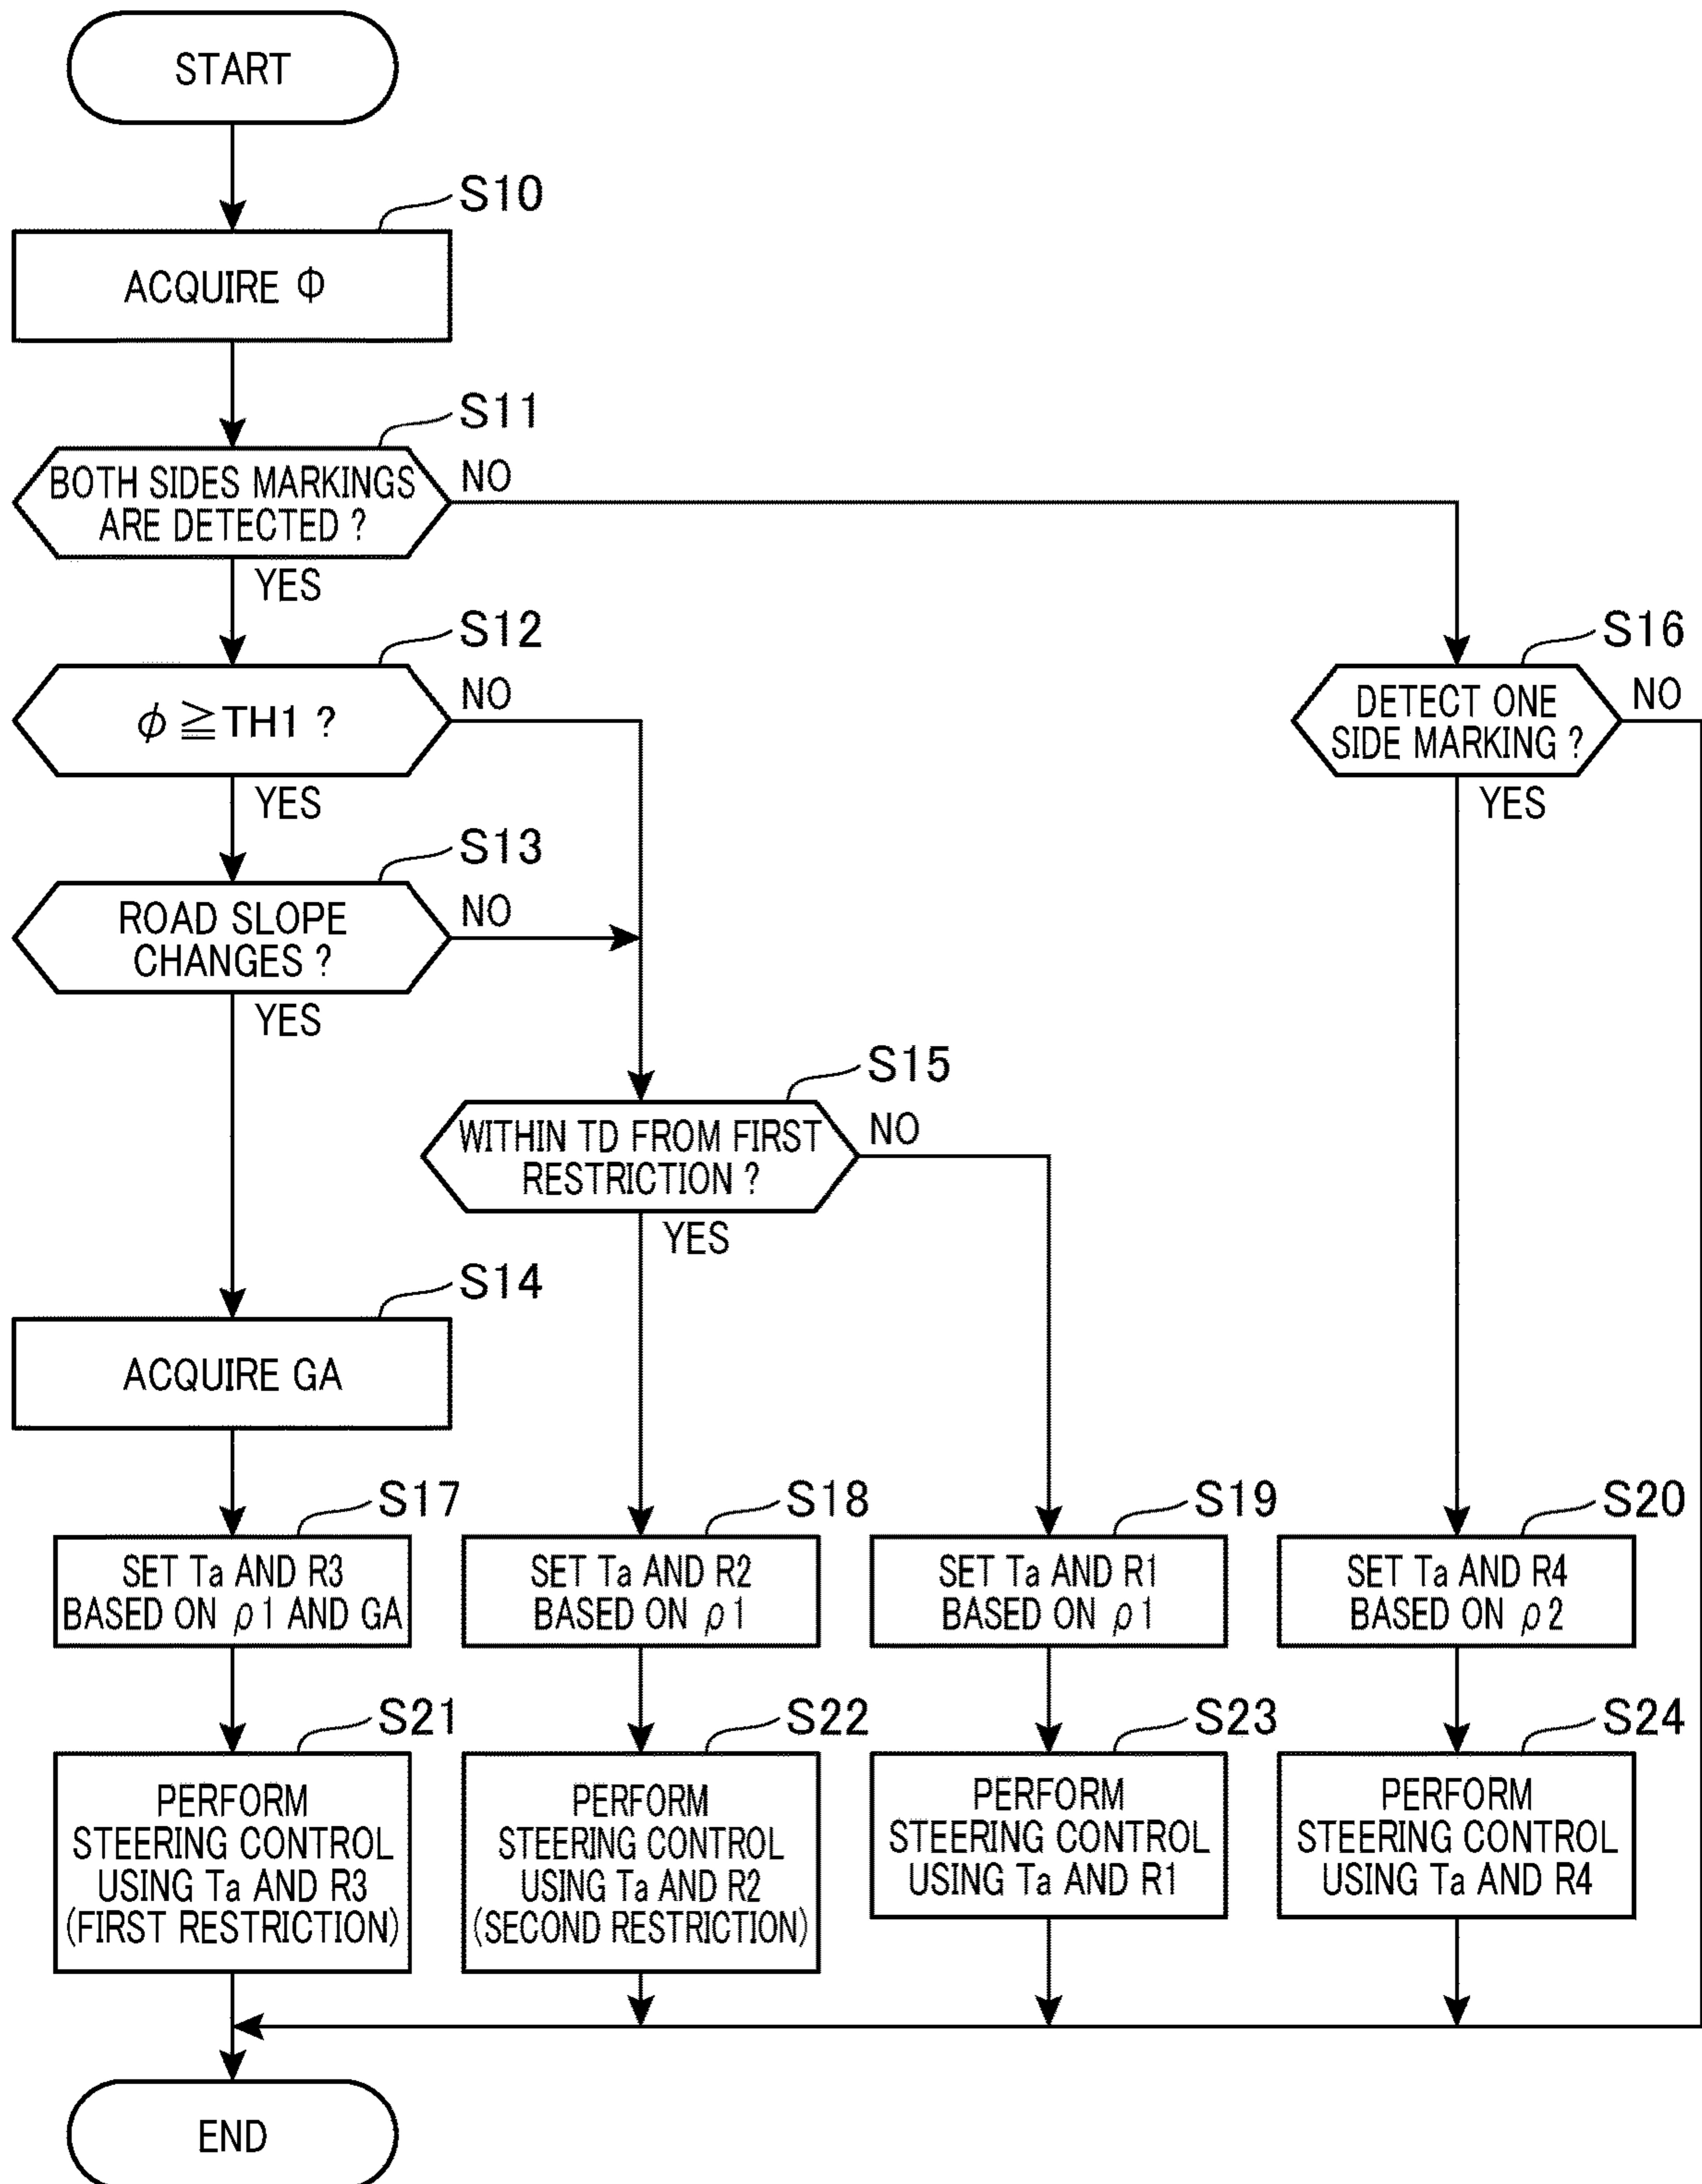 START
S10
ACQUIRE Φ
S11
BOTH SIDES MARKINGS
ARE DETECTED ?
NO
YES
S12
ϕ ≧TH1 ?
NO
YES
S16
DETECT ONE
SIDE MARKING ?
NO
YES
S13
ROAD SLOPE
CHANGES ?
NO
YES
S15
WITHIN TD FROM FIRST
RESTRICTION ?
NO
YES
S14
ACQUIRE GA
S17
SET Ta AND R3
BASED ON ρ1 AND GA
S18
SET Ta AND R2
BASED ON ρ1
S19
SET Ta AND R1
BASED ON ρ1
S20
SET Ta AND R4
BASED ON ρ2
S21
PERFORM
STEERING CONTROL
USING Ta AND R3
(FIRST RESTRICTION)
S22
PERFORM
STEERING CONTROL
USING Ta AND R2
(SECOND RESTRICTION)
S23
PERFORM
STEERING CONTROL
USING Ta AND R1
S24
PERFORM
STEERING CONTROL
USING Ta AND R4
END